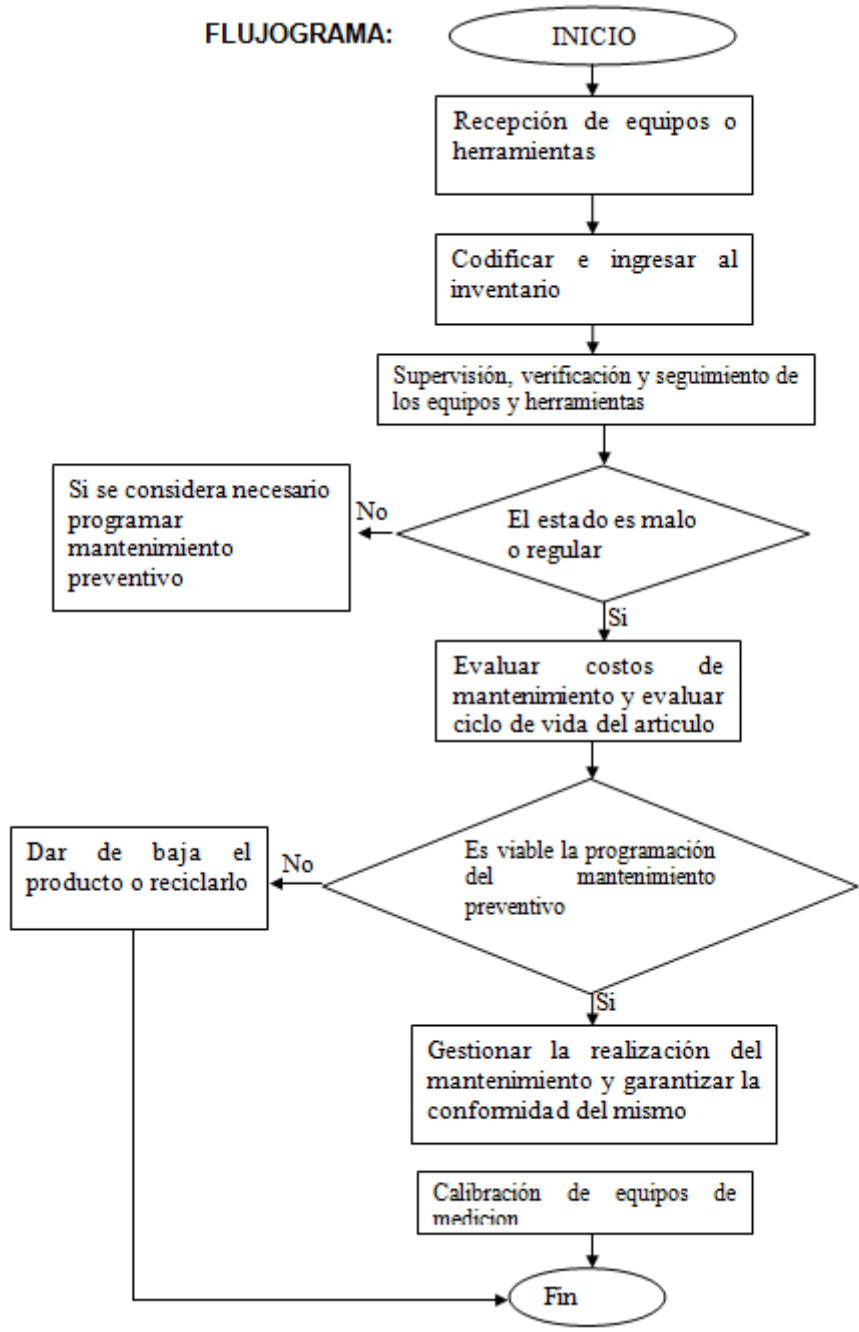 FLUJOGRAMA:
INICIO
Recepción de equipos o
herramientas
Codificar e ingresar al
inventario
Supervisión, verificación y seguimiento de
los equipos y herramientas
El estado es malo
o regular
No
Si se considera necesario
programar
mantenimiento
preventivo
Si
Evaluar costos de
mantenimiento y evaluar
ciclo de vida del articulo
Es viable la programación
del mantenimiento
preventivo
No
Dar de baja el
producto o reciclarlo
Si
Gestionar la realización del
mantenimiento y garantizar la
conformidad del mismo
Calibración de equipos de
medicion
Fin